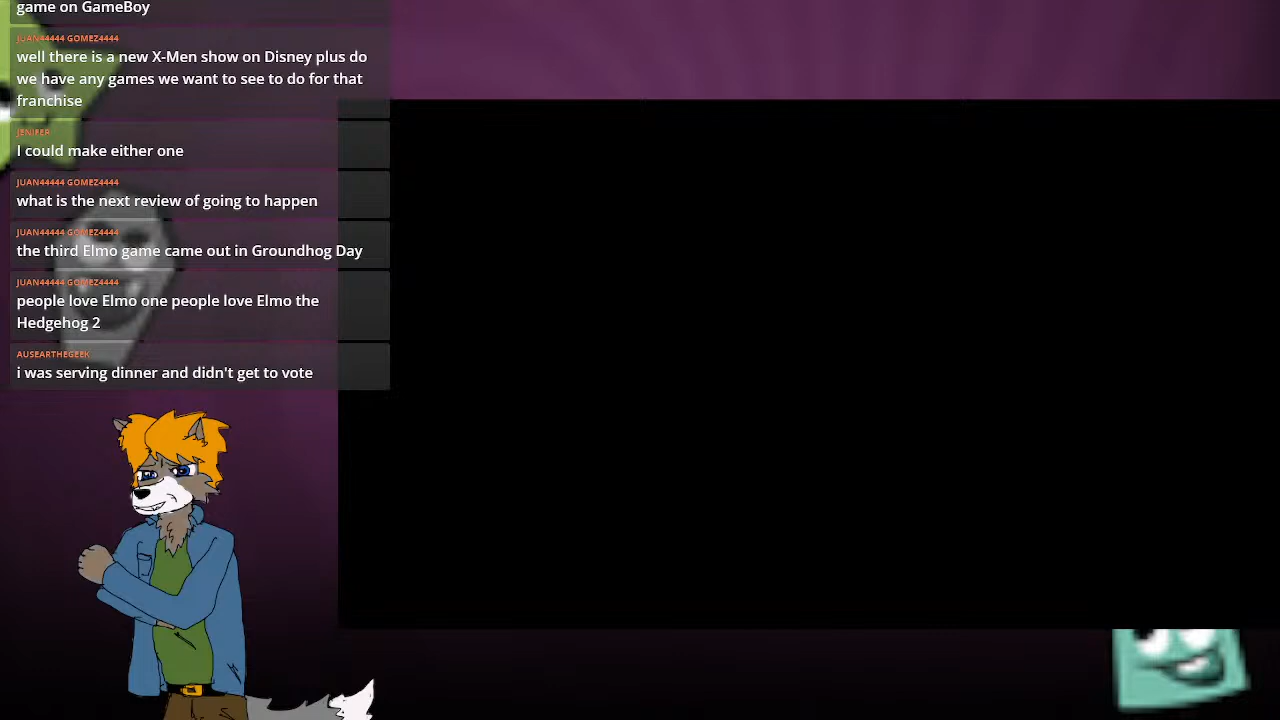 game on GameBoy
JUAN44444 GOMEZ4444
well there is a new X-Men show on Disney plus do
we have any games we want to see to do for that
franchise
JENIFER
I could make either one
JUAN44444 GOMEZ4444
what is the next review of going to happen
JUAN44444 GOMEZ4444
the third Elmo game came out in Groundhog Day
JUAN44444 GOMEZ4444
people love Elmo one people love Elmo the
Hedgehog 2
AUSEARTHEGEEK
i was serving dinner and didn't get to vote